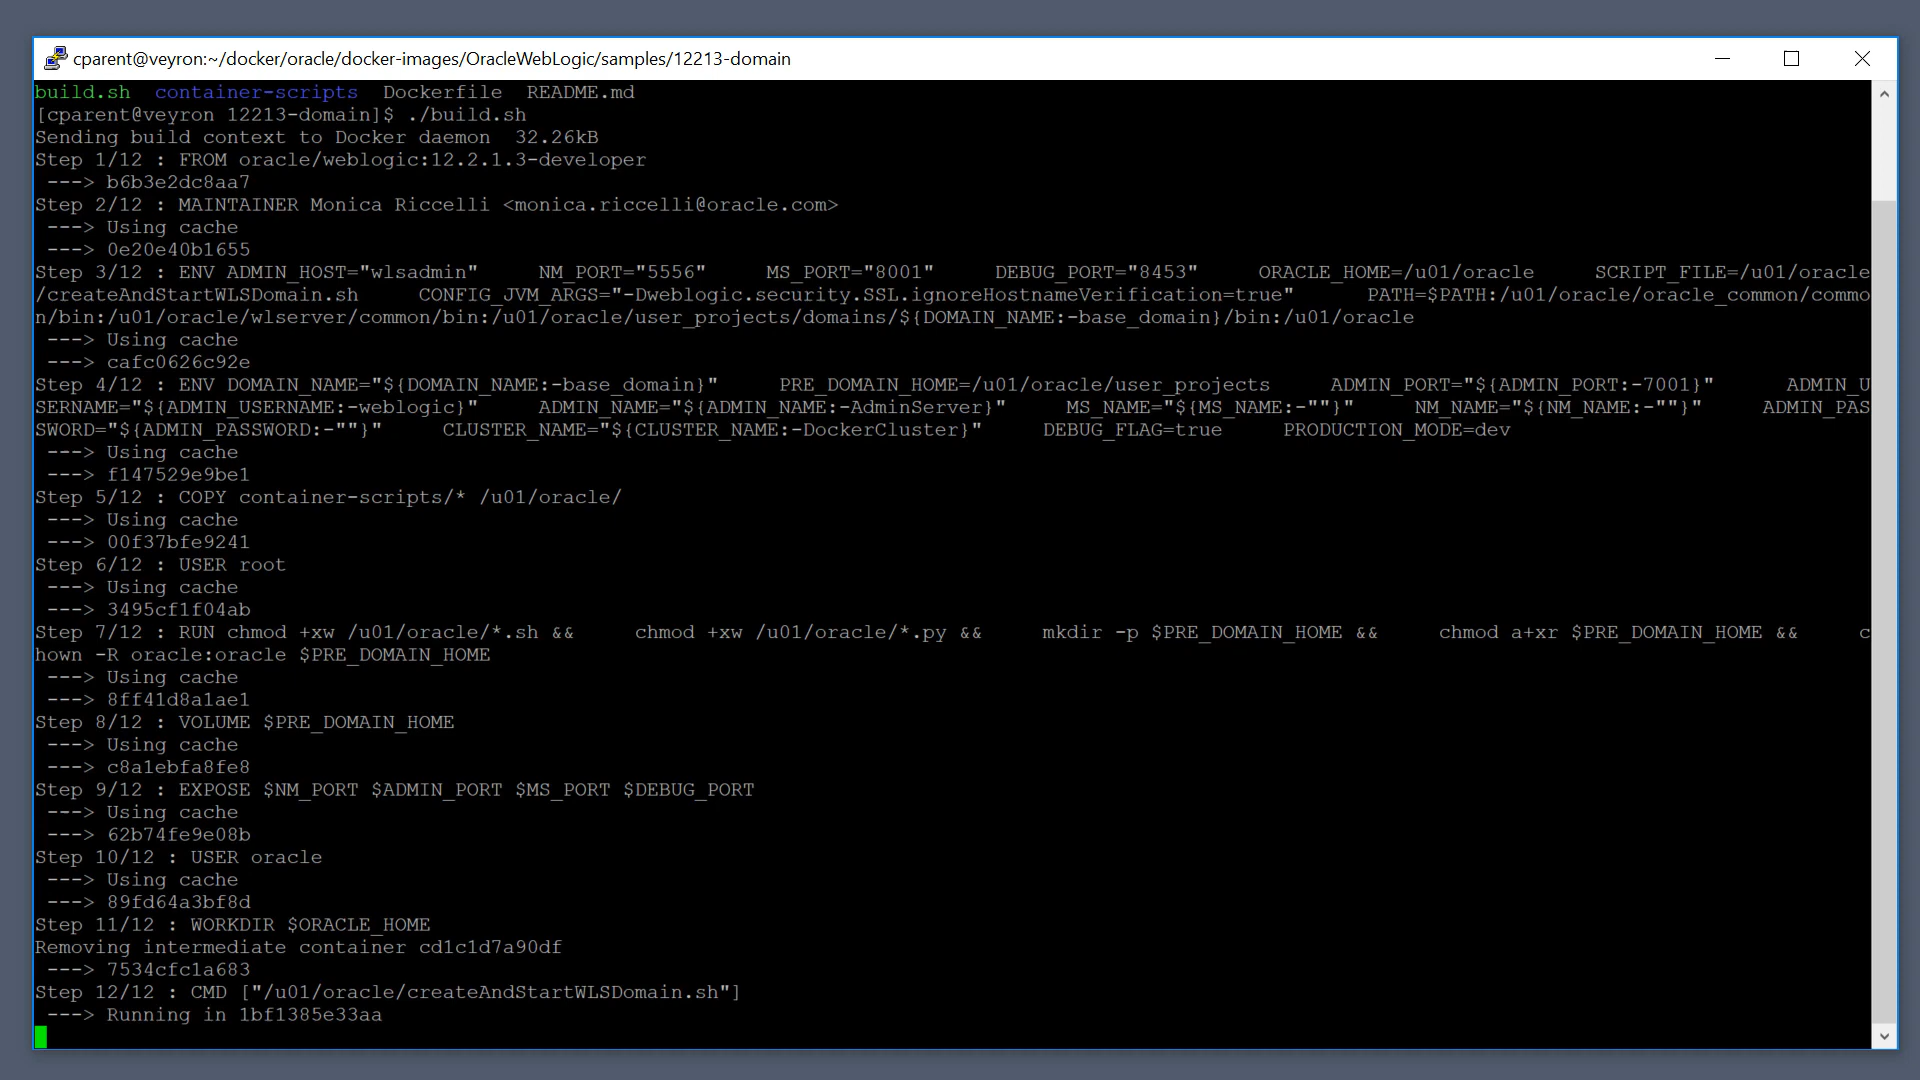 cparent@veyron:~/docker/oracle/docker-images/OracleWebLogic/samples/12213-domain
build.sh  container-scripts  Dockerfile  README.md
[cparent@veyron 12213-domain]$ ./build.sh
Sending build context to Docker daemon  32.26kB
Step 1/12 : FROM oracle/weblogic:12.2.1.3-developer
 ---> b6b3e2dc8aa7
Step 2/12 : MAINTAINER Monica Riccelli <monica.riccelli@oracle.com>
 ---> Using cache
 ---> 0e20e40b1655
Step 3/12 : ENV ADMIN_HOST="wlsadmin"     NM_PORT="5556"     MS_PORT="8001"     DEBUG_PORT="8453"     ORACLE_HOME=/u01/oracle     SCRIPT_FILE=/u01/oracle
/createAndStartWLSDomain.sh     CONFIG_JVM_ARGS="-Dweblogic.security.SSL.ignoreHostnameVerification=true"      PATH=$PATH:/u01/oracle/oracle_common/commo
n/bin:/u01/oracle/wlserver/common/bin:/u01/oracle/user_projects/domains/${DOMAIN_NAME:-base_domain}/bin:/u01/oracle
 ---> Using cache
 ---> cafc0626c92e
Step 4/12 : ENV DOMAIN_NAME="${DOMAIN_NAME:-base_domain}"     PRE_DOMAIN_HOME=/u01/oracle/user_projects     ADMIN_PORT="${ADMIN_PORT:-7001}"      ADMIN_U
SERNAME="${ADMIN_USERNAME:-weblogic}"     ADMIN_NAME="${ADMIN_NAME:-AdminServer}"     MS_NAME="${MS_NAME:-""}"     NM_NAME="${NM_NAME:-""}"     ADMIN_PAS
SWORD="${ADMIN_PASSWORD:-""}"     CLUSTER_NAME="${CLUSTER_NAME:-DockerCluster}"     DEBUG_FLAG=true     PRODUCTION_MODE=dev
 ---> Using cache
 ---> f147529e9be1
Step 5/12 : COPY container-scripts/* /u01/oracle/
 ---> Using cache
 ---> 00f37bfe9241
Step 6/12 : USER root
 ---> Using cache
 ---> 3495cf1f04ab
Step 7/12 : RUN chmod +xw /u01/oracle/*.sh &&     chmod +xw /u01/oracle/*.py &&     mkdir -p $PRE_DOMAIN_HOME &&     chmod a+xr $PRE_DOMAIN_HOME &&     c
hown -R oracle:oracle $PRE_DOMAIN_HOME
 ---> Using cache
 ---> 8ff41d8a1ae1
Step 8/12 : VOLUME $PRE_DOMAIN_HOME
 ---> Using cache
 ---> c8a1ebfa8fe8
Step 9/12 : EXPOSE $NM_PORT $ADMIN_PORT $MS_PORT $DEBUG_PORT
 ---> Using cache
 ---> 62b74fe9e08b
Step 10/12 : USER oracle
 ---> Using cache
 ---> 89fd64a3bf8d
Step 11/12 : WORKDIR $ORACLE_HOME
Removing intermediate container cd1c1d7a90df
 ---> 7534cfc1a683
Step 12/12 : CMD ["/u01/oracle/createAndStartWLSDomain.sh"]
 ---> Running in 1bf1385e33aa